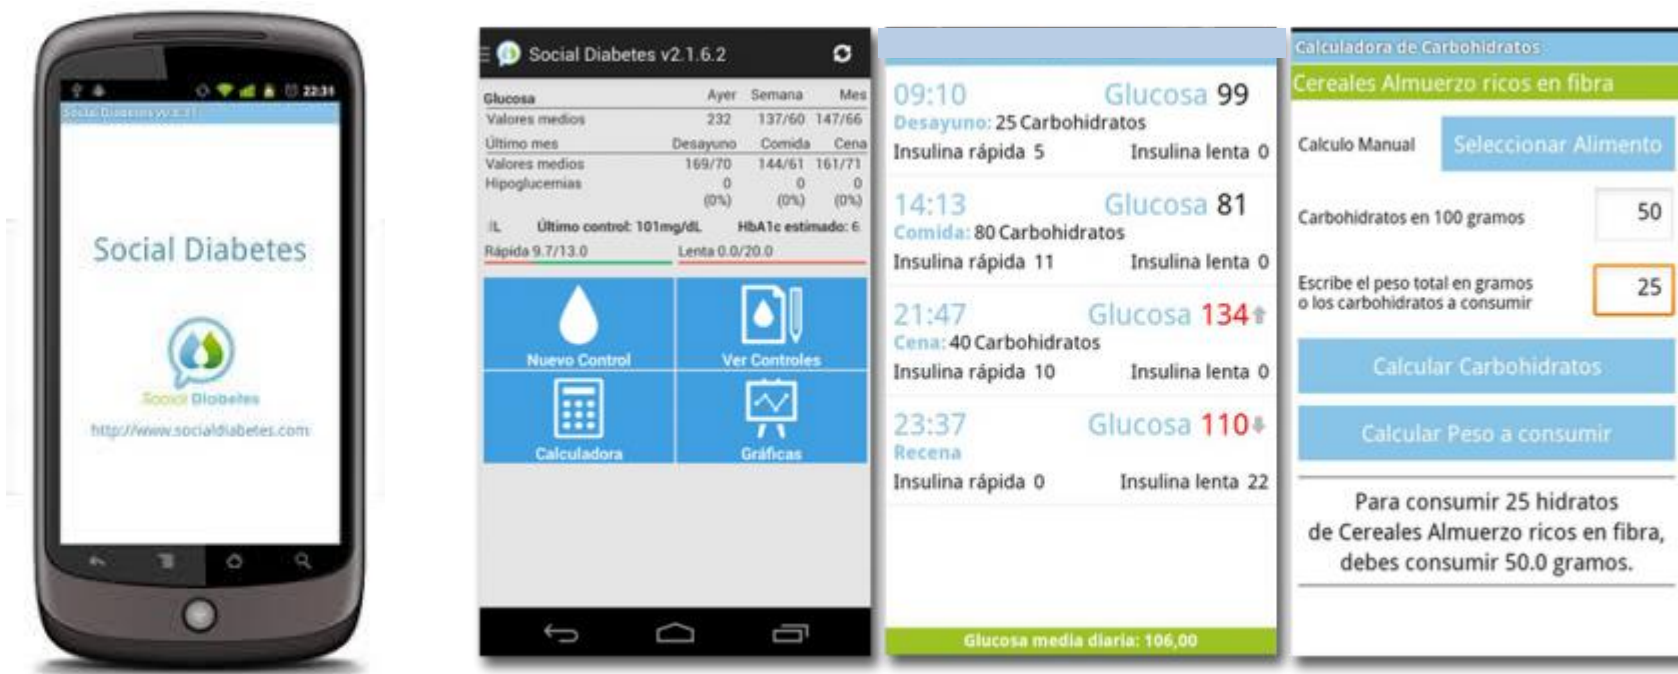 22:31
Social Diabetes
Social Diabetes
http://www.socialdiabetes.com
Social Diabetes v2.1.6.2
Glucosa Ayer Semana Mes
Valores medios 232 137/60 147/66
Último mes Desayuno Comida Cena
Valores medios 169/70 144/61 161/71
Hipoglucemias 0 0 0
(0%) (0%) (0%)
Último control: 101mg/dL HbA1c estimado: 6
Rápida 9.7/13.0 Lenta 0.0/20.0
Nuevo Control Ver Controles
Calculadora Gráficas
09:10 Glucosa 99
Desayuno: 25 Carbohidratos
Insulina rápida 5 Insulina lenta 0
14:13 Glucosa 81
Comida: 80 Carbohidratos
Insulina rápida 11 Insulina lenta 0
21:47 Glucosa 134
Cena: 40 Carbohidratos
Insulina rápida 10 Insulina lenta 0
23:37 Glucosa 110
Recena
Insulina rápida 0 Insulina lenta 22
Glucosa media diaria: 106,00
Calculadora de Carbohidratos
Cereales Almuerzo ricos en fibra
Calculo Manual Seleccionar Alimento
Carbohidratos en 100 gramos 50
Escribe el peso total en gramos
o los carbohidratos a consumir 25
Calcular Carbohidratos
Calcular Peso a consumir
Para consumir 25 hidratos
de Cereales Almuerzo ricos en fibra,
debes consumir 50.0 gramos.